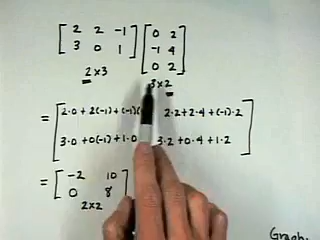 [2 2 -1] [0 2]
[3 0 1] [-1 4]
[0 2]
2×3 3×2
= [2·0+2(-1)+(-1)( 2·2+2·4+(-1)·2]
[3·0+0(-1)+1·0 3·2+0·4+1·2]
= [-2 10]
[0 8]
2×2
Graph